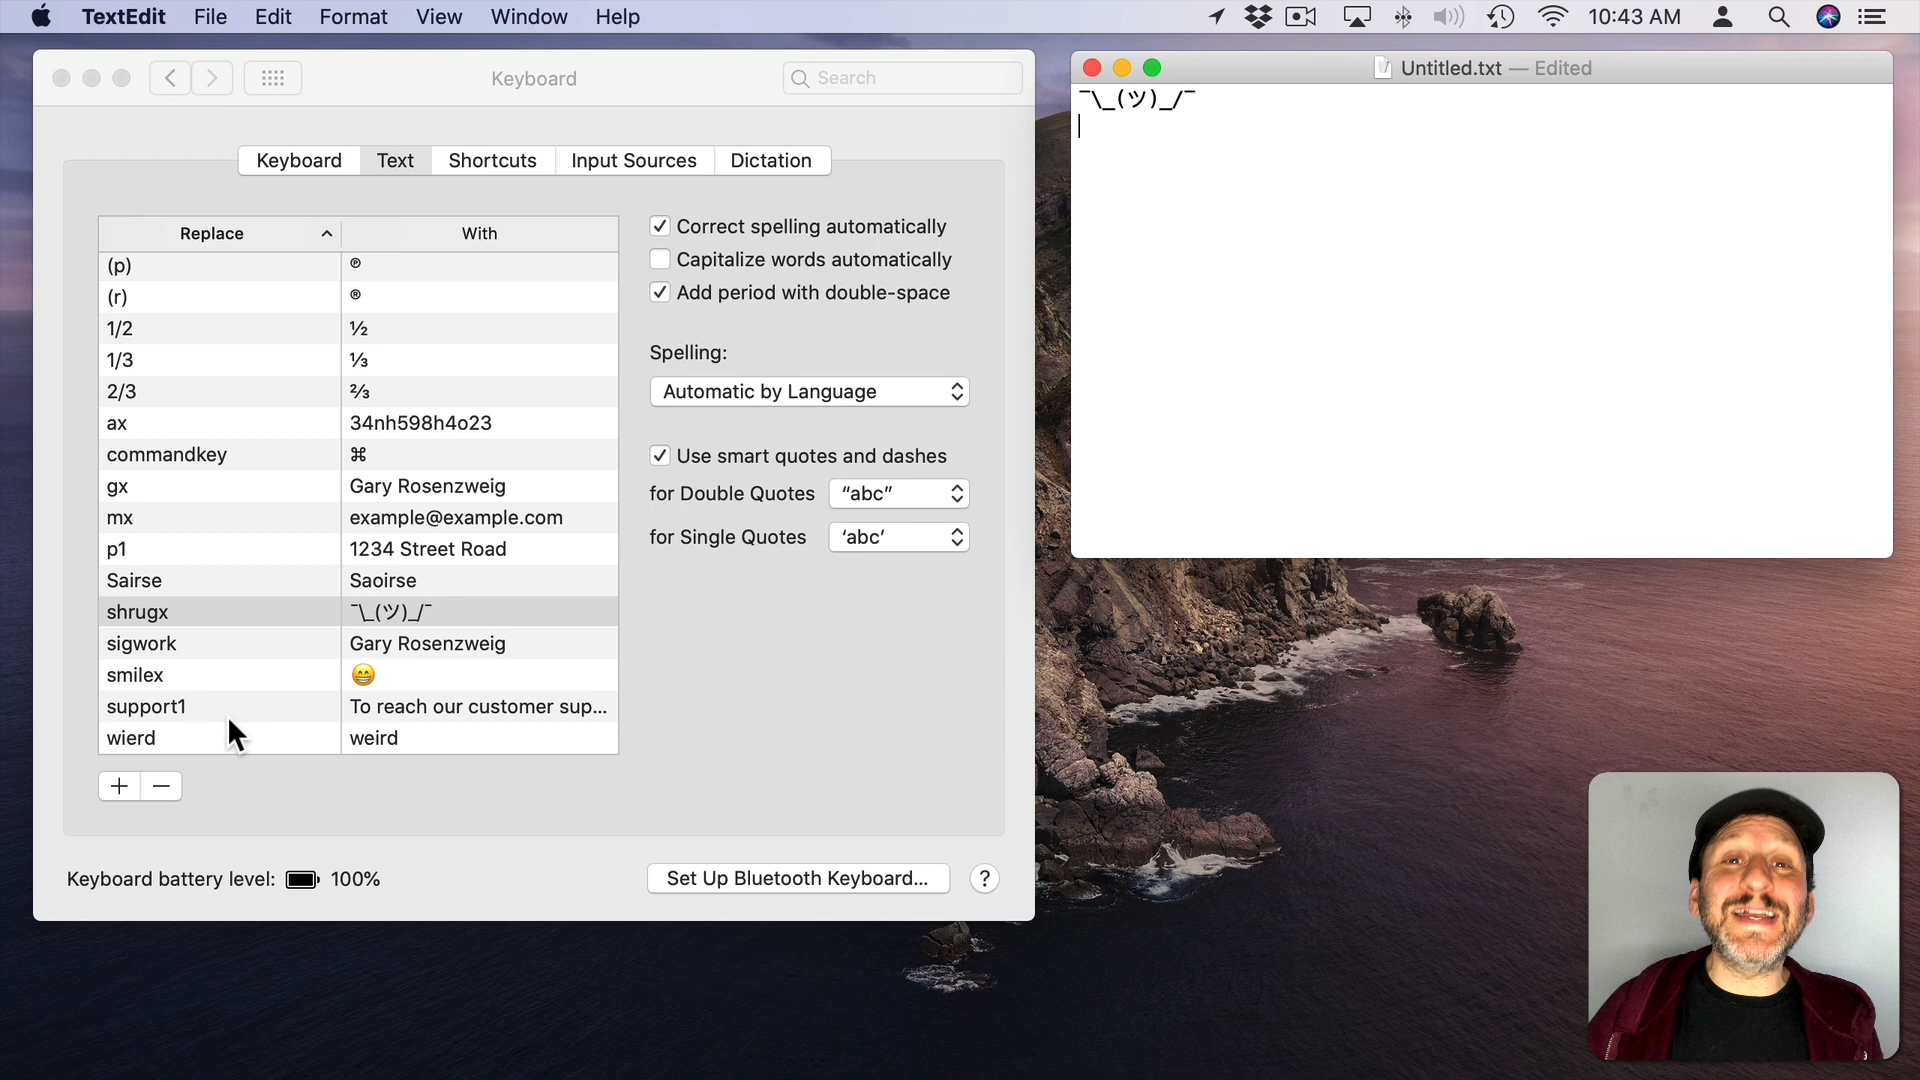 TextEdit File Edit Format View Window Help 10:43 AM
Keyboard
Search
Keyboard Text Shortcuts Input Sources Dictation
Replace With
(p) ℗
(r) ®
1/2 ½
1/3 ⅓
2/3 ⅔
ax 34nh598h4o23
commandkey ⌘
gx Gary Rosenzweig
mx example@example.com
p1 1234 Street Road
Sairse Saoirse
shrugx ¯\_(ツ)_/¯
sigwork Gary Rosenzweig
smilex 😁
support1 To reach our customer sup...
wierd weird
+ −
Correct spelling automatically
Capitalize words automatically
Add period with double-space
Spelling:
Automatic by Language
Use smart quotes and dashes
for Double Quotes “abc”
for Single Quotes ‘abc’
Keyboard battery level: 100%
Set Up Bluetooth Keyboard...
?
Untitled.txt — Edited
¯\_(ツ)_/¯